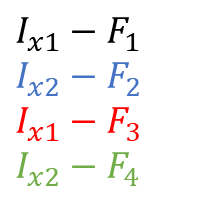 I_{x1} − F_1
I_{x2} − F_2
I_{x1} − F_3
I_{x2} − F_4